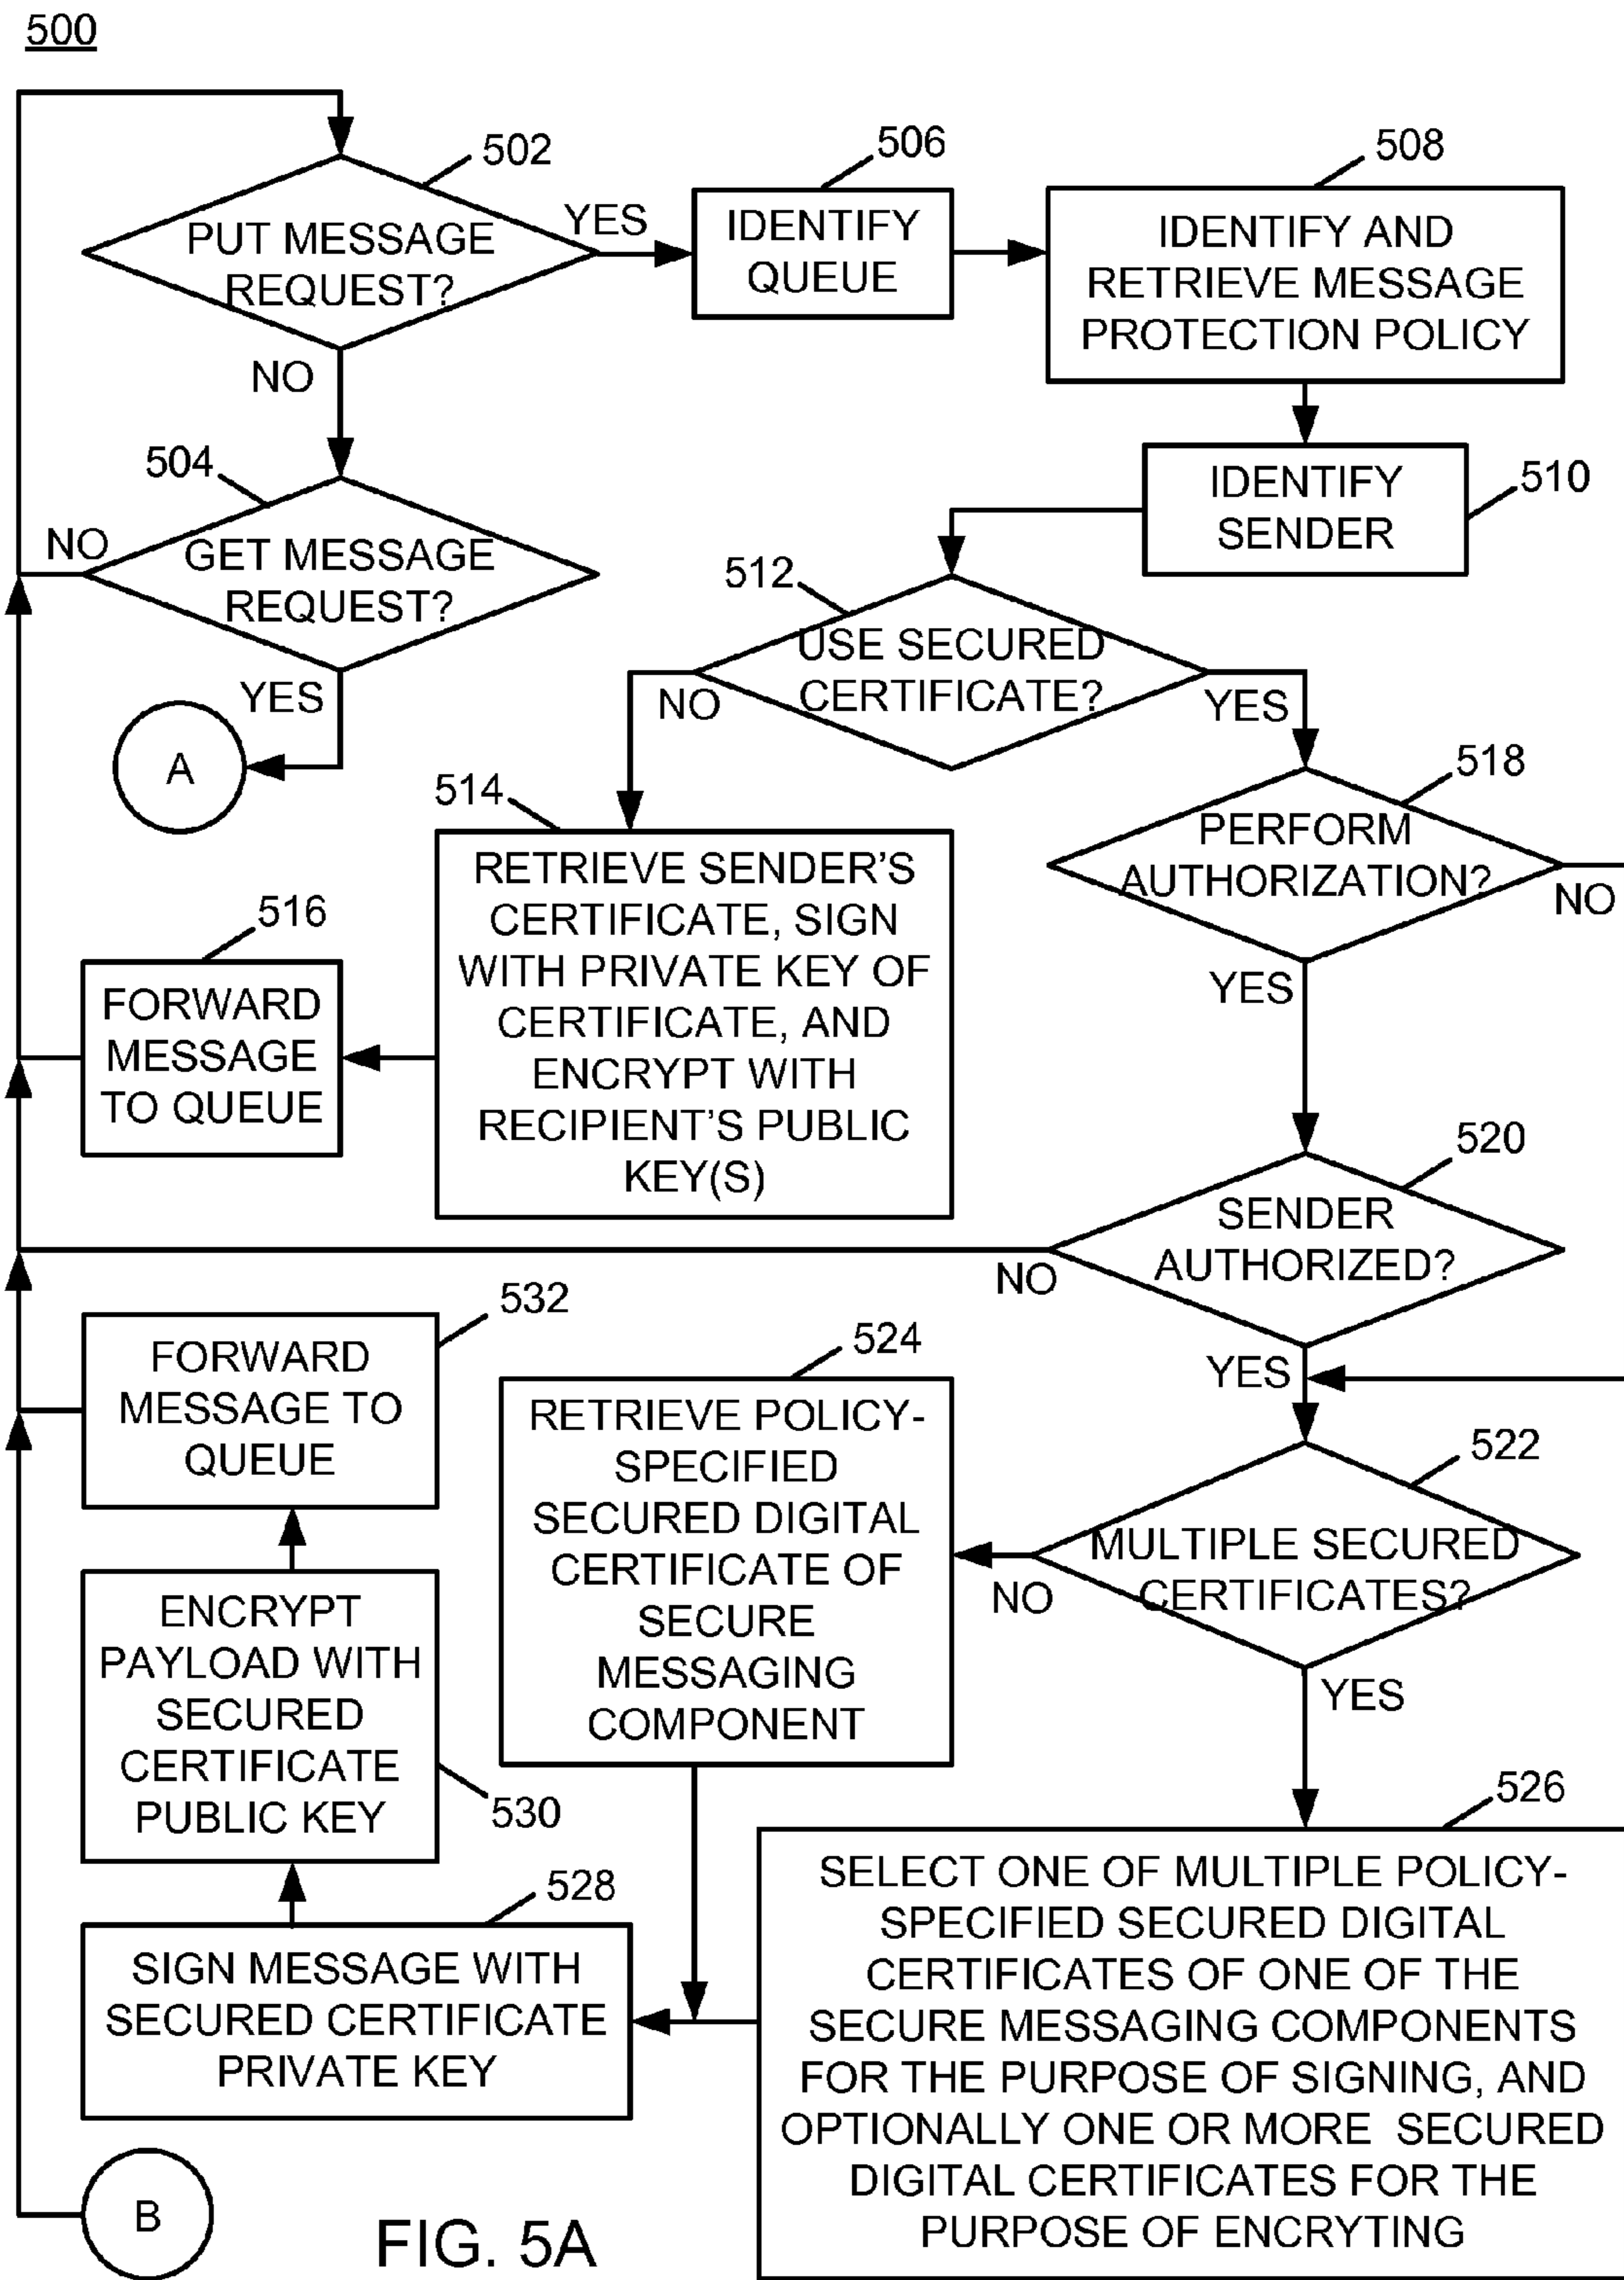 500
502
PUT MESSAGE
REQUEST?
YES
NO
506
IDENTIFY
QUEUE
508
IDENTIFY AND
RETRIEVE MESSAGE
PROTECTION POLICY
504
GET MESSAGE
REQUEST?
NO
YES
A
510
IDENTIFY
SENDER
512
USE SECURED
CERTIFICATE?
NO
YES
514
RETRIEVE SENDER'S
CERTIFICATE, SIGN
WITH PRIVATE KEY OF
CERTIFICATE, AND
ENCRYPT WITH
RECIPIENT'S PUBLIC
KEY(S)
516
FORWARD
MESSAGE
TO QUEUE
518
PERFORM
AUTHORIZATION?
NO
YES
520
SENDER
AUTHORIZED?
NO
YES
522
MULTIPLE SECURED
CERTIFICATES?
NO
YES
524
RETRIEVE POLICY-
SPECIFIED
SECURED DIGITAL
CERTIFICATE OF
SECURE
MESSAGING
COMPONENT
526
SELECT ONE OF MULTIPLE POLICY-
SPECIFIED SECURED DIGITAL
CERTIFICATES OF ONE OF THE
SECURE MESSAGING COMPONENTS
FOR THE PURPOSE OF SIGNING, AND
OPTIONALLY ONE OR MORE SECURED
DIGITAL CERTIFICATES FOR THE
PURPOSE OF ENCRYTING
528
SIGN MESSAGE WITH
SECURED CERTIFICATE
PRIVATE KEY
530
ENCRYPT
PAYLOAD WITH
SECURED
CERTIFICATE
PUBLIC KEY
532
FORWARD
MESSAGE TO
QUEUE
B
FIG. 5A